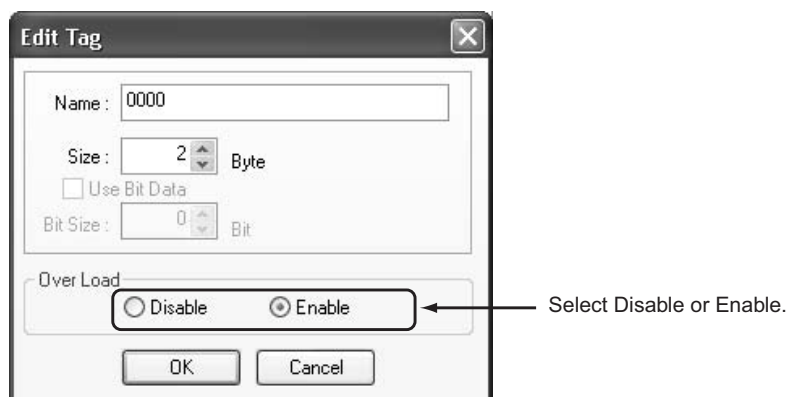 Edit Tag
Name : 0000
Size : 2 Byte
Use Bit Data
Bit Size : 0 Bit
Over Load
Disable Enable
Select Disable or Enable.
OK Cancel